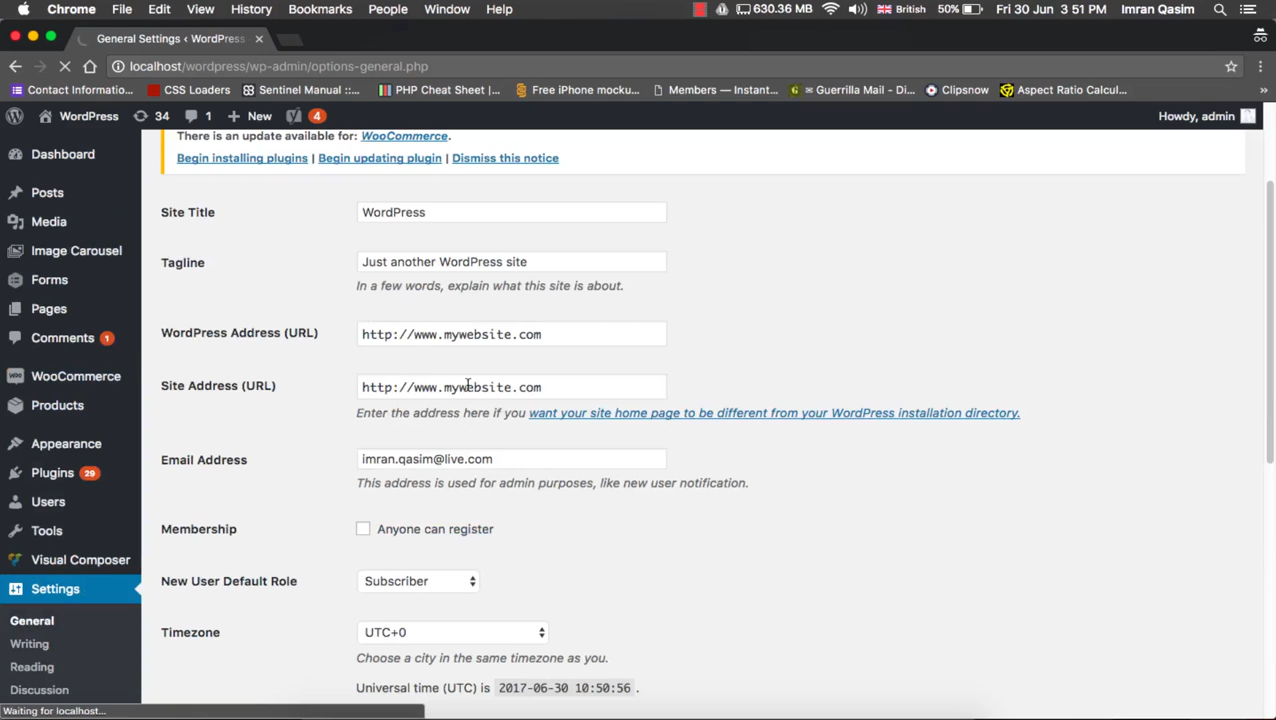 Chrome File Edit View History Bookmarks People Window Help 630.36 MB British 50% Fri 30 Jun 3:51 PM Imran Qasim
General Settings ‹ WordPress
localhost/wordpress/wp-admin/options-general.php
Contact Informatio... CSS Loaders Sentinel Manual ::... PHP Cheat Sheet |... Free iPhone mocku... Members — Instant... Guerrilla Mail - Di... Clipsnow Aspect Ratio Calcul... »
WordPress 34 1 + New 4 Howdy, admin
There is an update available for: WooCommerce.
Begin installing plugins | Begin updating plugin | Dismiss this notice
Dashboard
Posts
Media
Image Carousel
Forms
Pages
Comments 1
WooCommerce
Products
Appearance
Plugins 29
Users
Tools
Visual Composer
Settings
General
Writing
Reading
Discussion
Site Title WordPress
Tagline Just another WordPress site
In a few words, explain what this site is about.
WordPress Address (URL) http://www.mywebsite.com
Site Address (URL) http://www.mywebsite.com
Enter the address here if you want your site home page to be different from your WordPress installation directory.
Email Address imran.qasim@live.com
This address is used for admin purposes, like new user notification.
Membership Anyone can register
New User Default Role Subscriber
Timezone UTC+0
Choose a city in the same timezone as you.
Universal time (UTC) is 2017-06-30 10:50:56 .
Waiting for localhost...